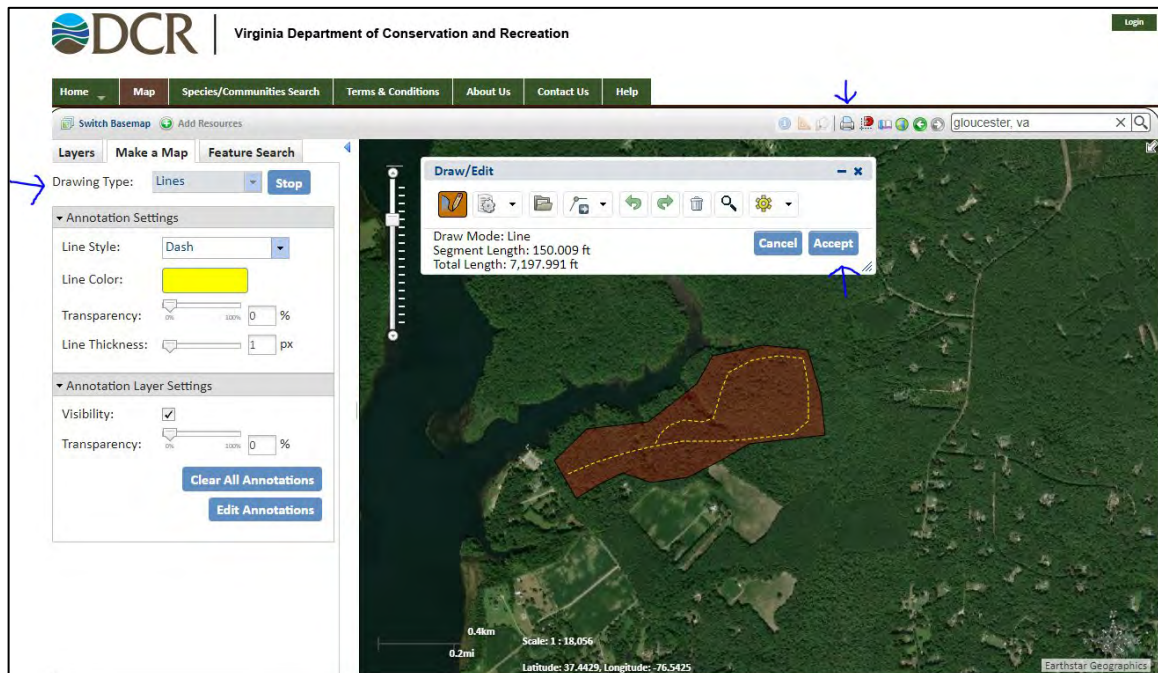 DCR
Virginia Department of Conservation and Recreation
Login
Home Map Species/Communities Search Terms & Conditions About Us Contact Us Help
Switch Basemap Add Resources gloucester, va
Layers Make a Map Feature Search
Drawing Type: Lines Stop
Annotation Settings
Line Style: Dash
Line Color:
Transparency: 0% 100% 0 %
Line Thickness: 1 px
Annotation Layer Settings
Visibility:
Transparency: 0% 100% 0 %
Clear All Annotations
Edit Annotations
Draw/Edit
Draw Mode: Line
Segment Length: 150.009 ft
Total Length: 7,197.991 ft
Cancel Accept
0.4km
0.2mi
Scale: 1 : 18,056
Latitude: 37.4429, Longitude: -76.5425
Earthstar Geographics